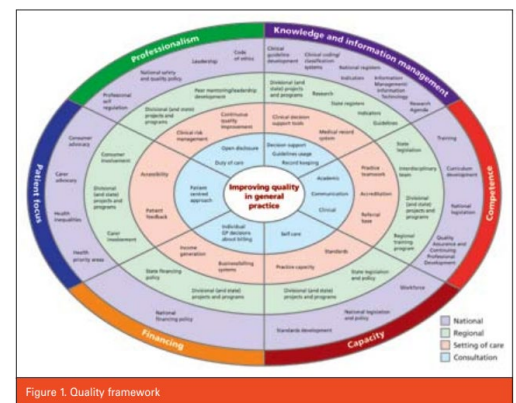 Professionalism
Code
of ethics
Leadership
National safety
and quality policy
Professional
self
regulation
Peer mentoring/leadership
development
Divisional (and state)
projects and
programs
Continuous
quality
improvement
Clinical risk
management
Open disclosure
Duty of care
Knowledge and information management
Clinical
guideline
development
Clinical coding/
classification
systems
National registers
Indicators
Information
Management/
Information
Technology
Research
Agenda
Divisional (and
state) projects
and programs
Research
State registers
Indicators
Guidelines
Clinical decision
support tools
Medical record
system
Decision support
Guidelines usage
Record keeping
Competence
Training
Curriculum
development
National
legislation
Quality
Assurance and
Continuing
Professional
Development
State
legislation
Interdisciplinary
team
Divisional
(and state)
projects and
programs
Regional
training
program
Practice
teamwork
Accreditation
Referral
base
Academic
Communication
Clinical
Capacity
Workforce
National legislation
and policy
Standards development
State legislation
and policy
Divisional (and state)
projects and programs
Standards
Practice capacity
Self care
Financing
National
financing policy
State financing
policy
Divisional (and state)
projects and programs
Income
generation
Business/billing
systems
Individual
GP decisions
about billing
Patient focus
Consumer
advocacy
Carer
advocacy
Health
inequalities
Health
priority areas
Consumer
involvement
Divisional
(and state)
projects and
programs
Carer
involvement
Accessibility
Patient
feedback
Patient
centred
approach
Improving quality
in general
practice
National
Regional
Setting of care
Consultation
Figure 1. Quality framework